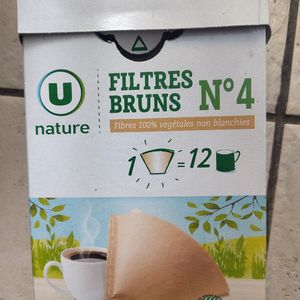 U
nature
FILTRES
BRUNS
N°4
Fibres 100% végétales non blanchies
1 = 12